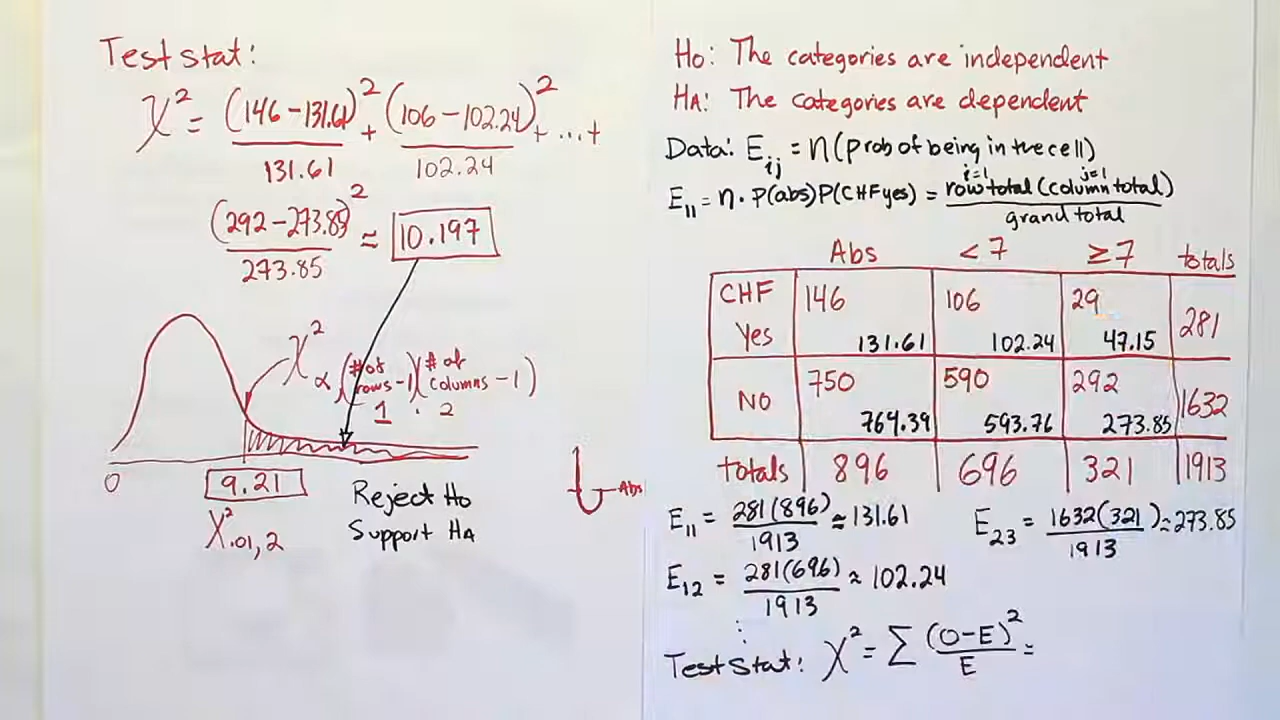 Test stat:
χ² = (146 − 131.61)²/131.61 + (106 − 102.24)²/102.24 + ... +
(292 − 273.85)²/273.85 ≈ 10.197
χ²α, (# of rows − 1)(# of columns − 1)
1 · 2
0
9.21
χ².01, 2
Reject Ho
Support HA
Abs
Ho: The categories are independent
HA: The categories are dependent
Data: Eij = n(prob of being in the cell)
i=1 j=1
E11 = n · P(abs)P(CHF yes) = row total (column total)/grand total
Abs < 7 ≥ 7 totals
CHF Yes 146 131.61 106 102.24 29 47.15 281
NO 750 764.39 590 593.76 292 273.85 1632
totals 896 696 321 1913
E11 = 281(896)/1913 ≈ 131.61
E23 = 1632(321)/1913 ≈ 273.85
E12 = 281(696)/1913 ≈ 102.24
⋮
Test Stat: χ² = Σ (O−E)²/E =